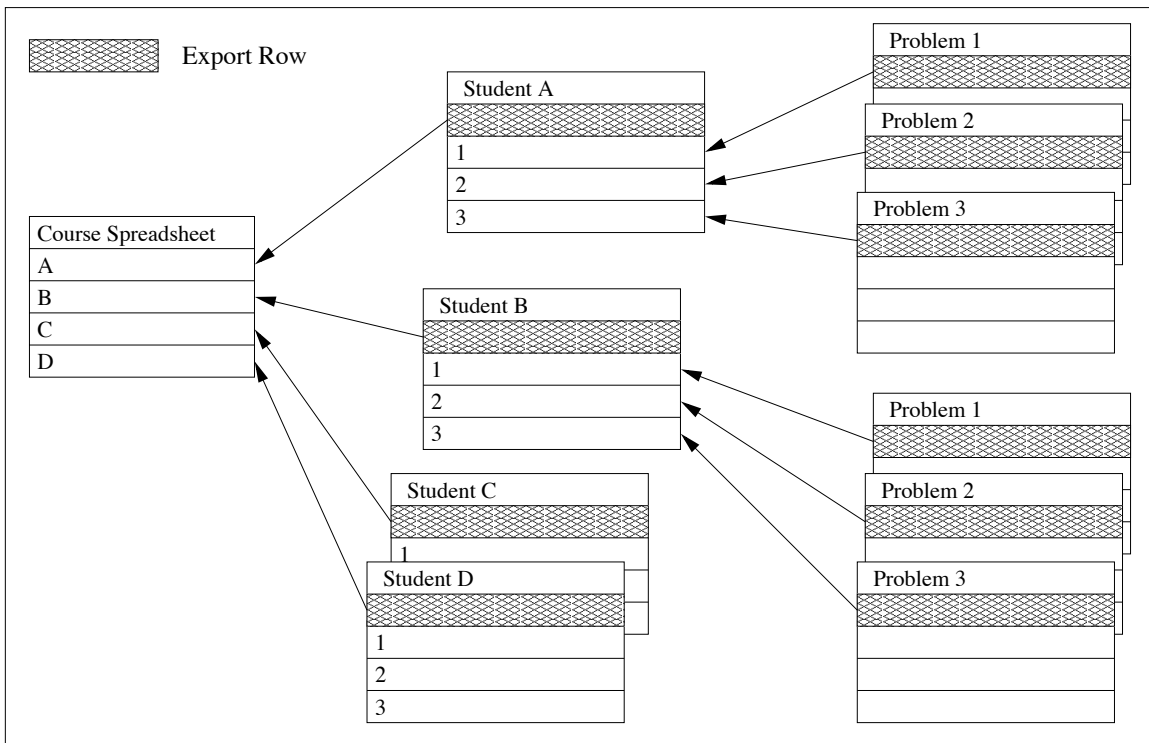 Export Row
Course Spreadsheet
A
B
C
D
Student A
1
2
3
Student B
1
2
3
Student C
1
Student D
1
2
3
Problem 1
Problem 2
Problem 3
Problem 1
Problem 2
Problem 3